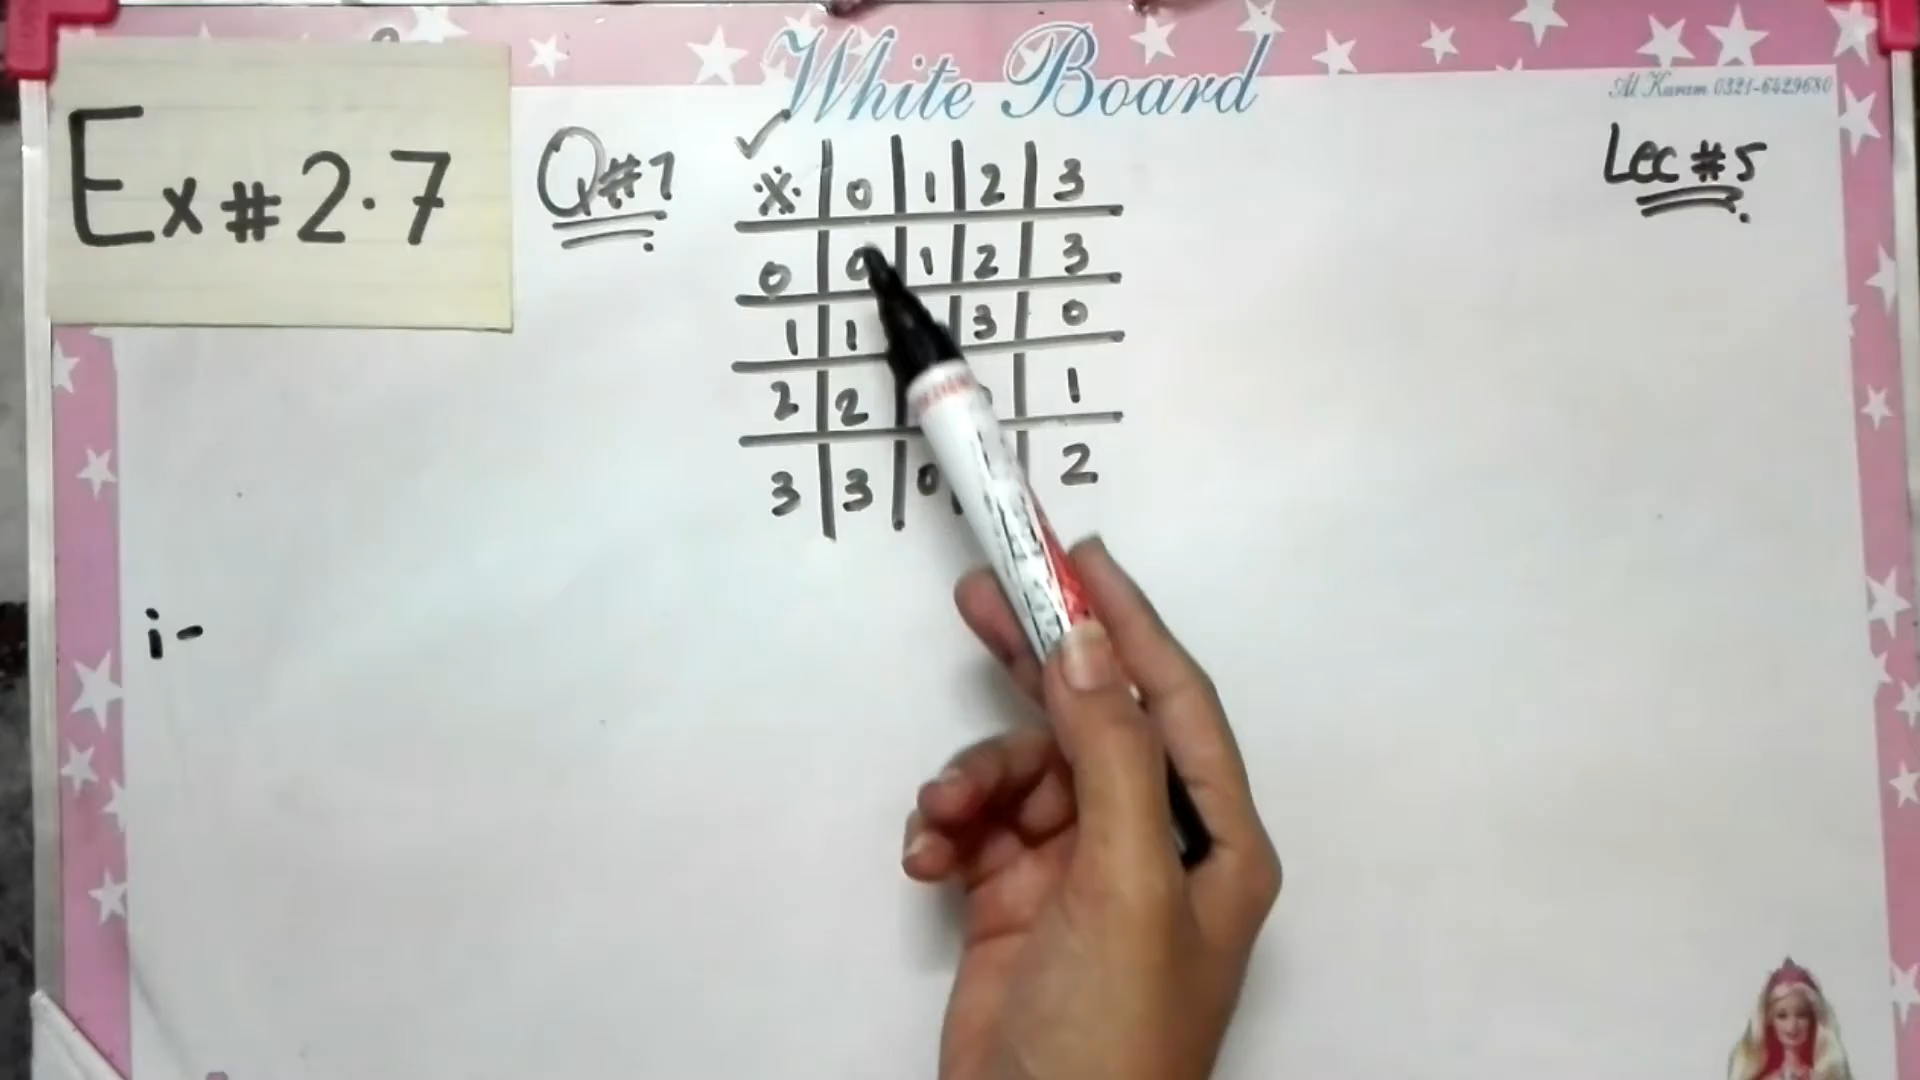 White Board
Al Karam 0321-6429680
Ex # 2.7
Q#7
Lec #5
* 0 1 2 3
0 0 1 2 3
1 1 3 0
2 2 1
3 3 0 2
i-